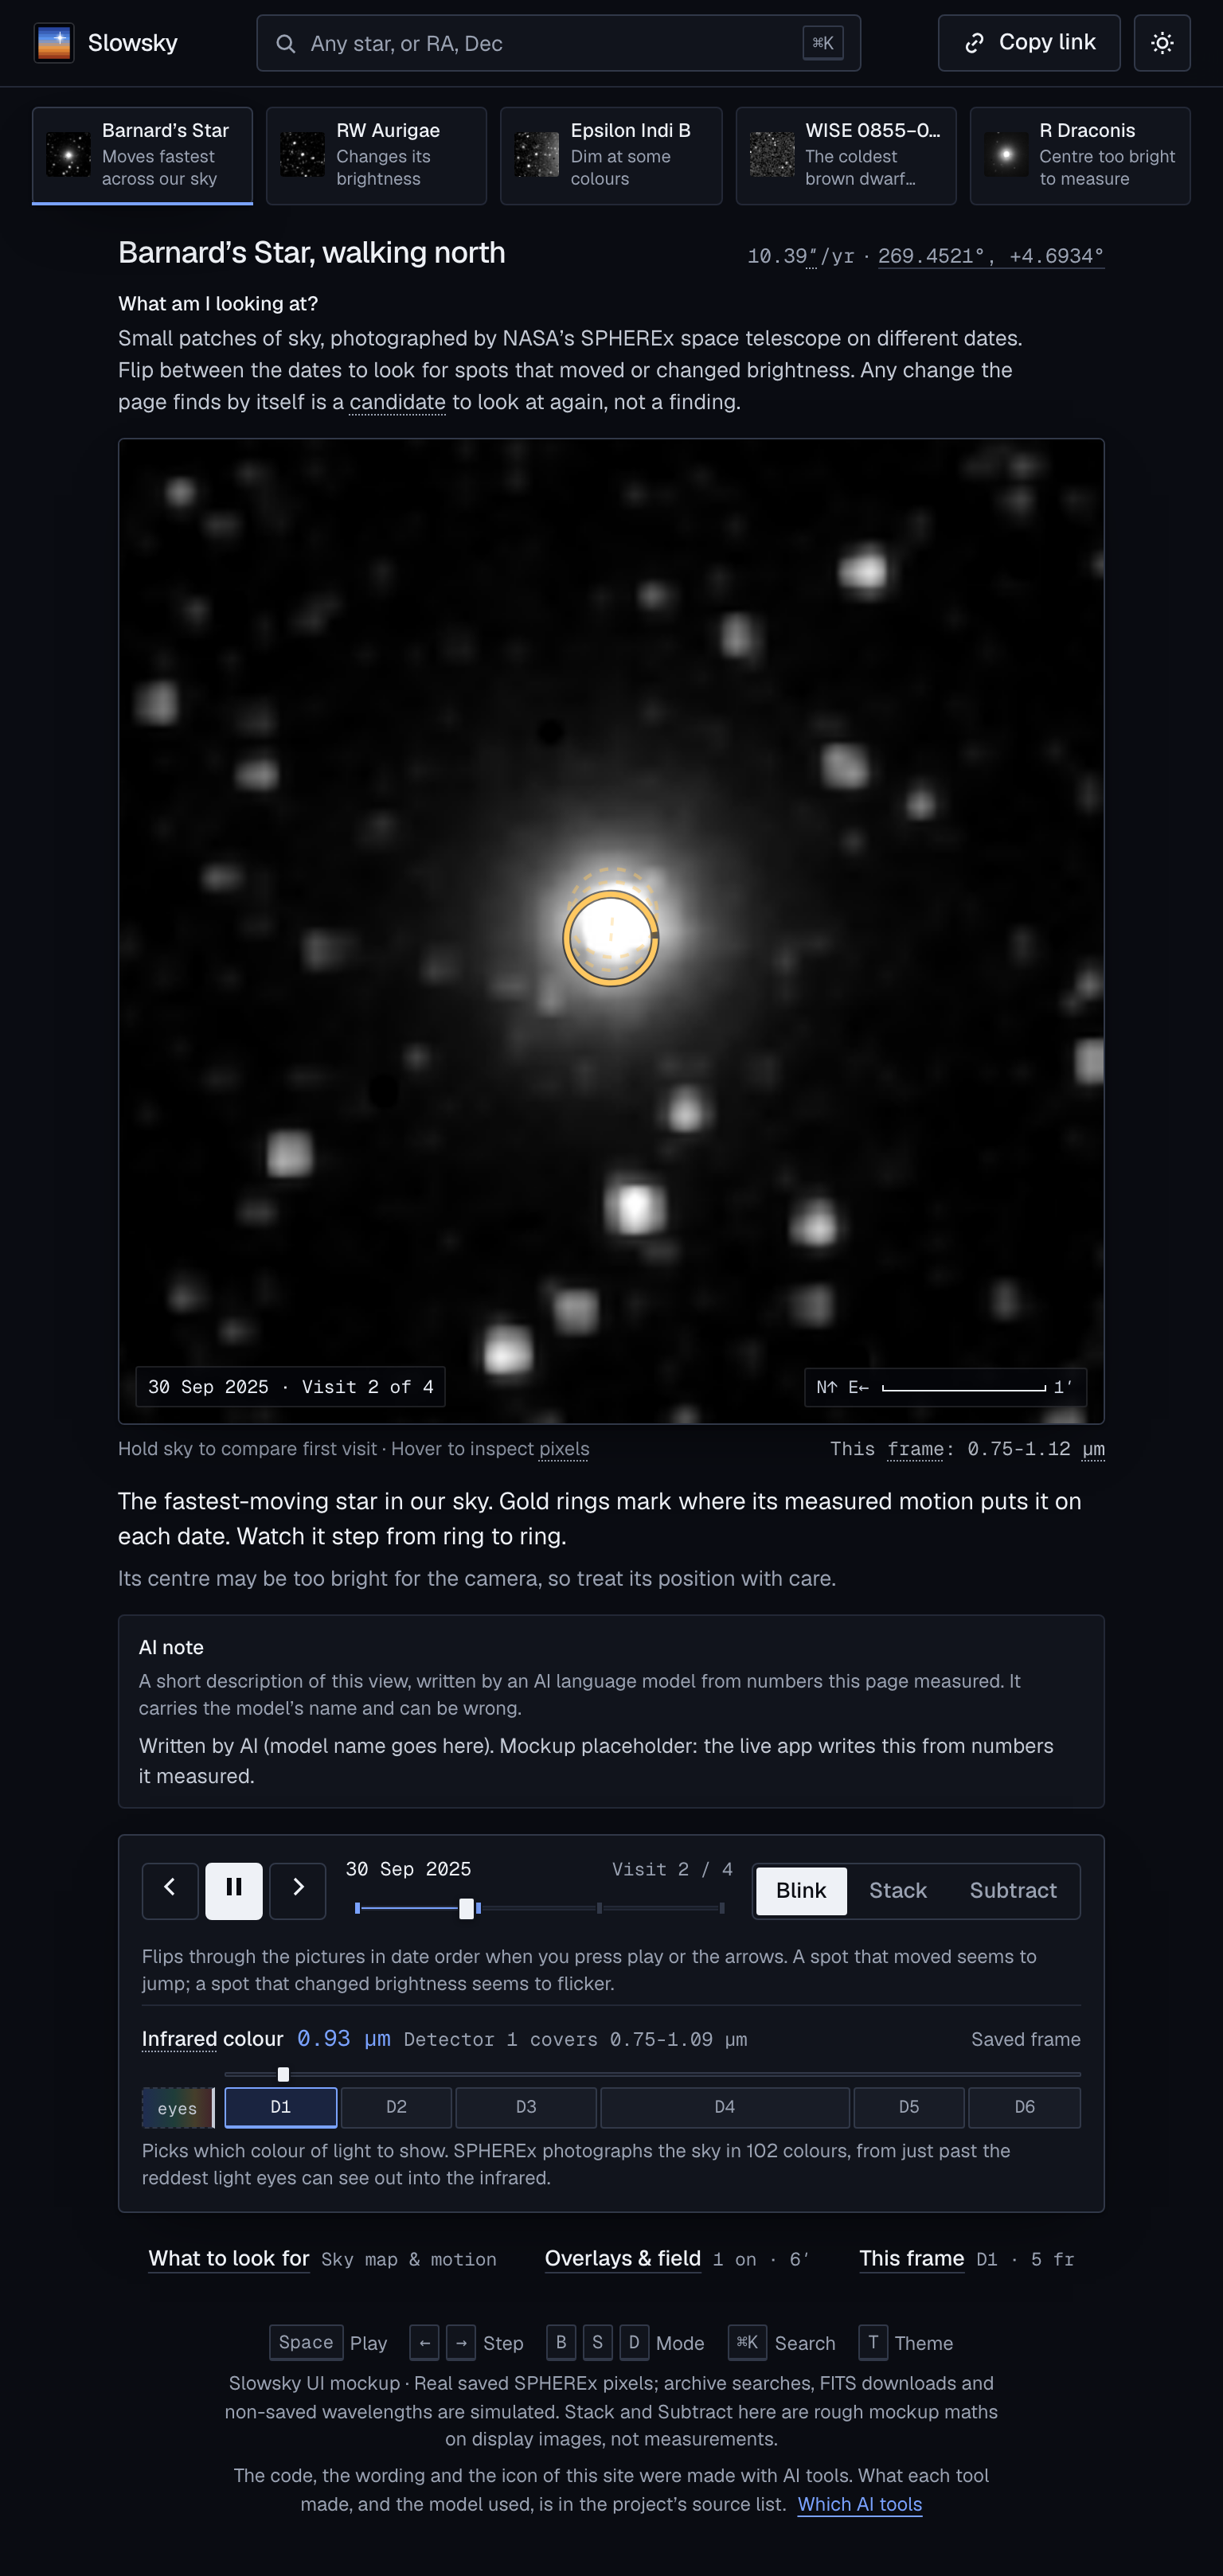 Slowsky
Any star, or RA, Dec
⌘K
Copy link
Barnard’s Star
Moves fastest
across our sky
RW Aurigae
Changes its
brightness
Epsilon Indi B
Dim at some
colours
WISE 0855−0…
The coldest
brown dwarf…
R Draconis
Centre too bright
to measure
Barnard’s Star, walking north
10.39″/yr · 269.4521°, +4.6934°
What am I looking at?
Small patches of sky, photographed by NASA’s SPHEREx space telescope on different dates.
Flip between the dates to look for spots that moved or changed brightness. Any change the
page finds by itself is a candidate to look at again, not a finding.
30 Sep 2025 · Visit 2 of 4
N↑ E← 1′
Hold sky to compare first visit · Hover to inspect pixels
This frame: 0.75–1.12 µm
The fastest-moving star in our sky. Gold rings mark where its measured motion puts it on
each date. Watch it step from ring to ring.
Its centre may be too bright for the camera, so treat its position with care.
AI note
A short description of this view, written by an AI language model from numbers this page measured. It
carries the model’s name and can be wrong.
Written by AI (model name goes here). Mockup placeholder: the live app writes this from numbers
it measured.
30 Sep 2025
Visit 2 / 4
Blink
Stack
Subtract
Flips through the pictures in date order when you press play or the arrows. A spot that moved seems to
jump; a spot that changed brightness seems to flicker.
Infrared colour 0.93 µm Detector 1 covers 0.75–1.09 µm
Saved frame
eyes
D1
D2
D3
D4
D5
D6
Picks which colour of light to show. SPHEREx photographs the sky in 102 colours, from just past the
reddest light eyes can see out into the infrared.
What to look for Sky map & motion
Overlays & field 1 on · 6′
This frame D1 · 5 fr
Space Play ← → Step B S D Mode ⌘K Search T Theme
Slowsky UI mockup · Real saved SPHEREx pixels; archive searches, FITS downloads and
non-saved wavelengths are simulated. Stack and Subtract here are rough mockup maths
on display images, not measurements.
The code, the wording and the icon of this site were made with AI tools. What each tool
made, and the model used, is in the project’s source list. Which AI tools